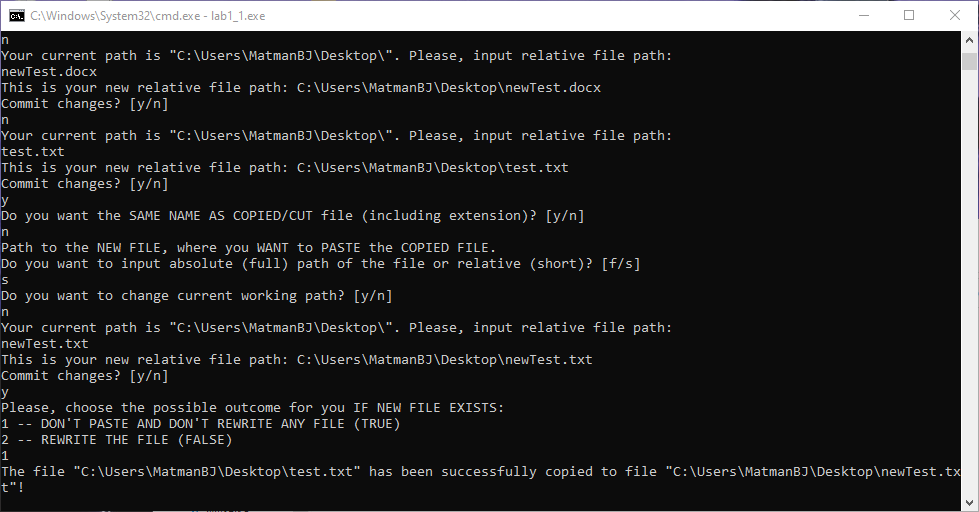 C:\Windows\System32\cmd.exe - lab1_1.exe
n
Your current path is "C:\Users\MatmanBJ\Desktop\". Please, input relative file path:
newTest.docx
This is your new relative file path: C:\Users\MatmanBJ\Desktop\newTest.docx
Commit changes? [y/n]
n
Your current path is "C:\Users\MatmanBJ\Desktop\". Please, input relative file path:
test.txt
This is your new relative file path: C:\Users\MatmanBJ\Desktop\test.txt
Commit changes? [y/n]
y
Do you want the SAME NAME AS COPIED/CUT file (including extension)? [y/n]
n
Path to the NEW FILE, where you WANT to PASTE the COPIED FILE.
Do you want to input absolute (full) path of the file or relative (short)? [f/s]
s
Do you want to change current working path? [y/n]
n
Your current path is "C:\Users\MatmanBJ\Desktop\". Please, input relative file path:
newTest.txt
This is your new relative file path: C:\Users\MatmanBJ\Desktop\newTest.txt
Commit changes? [y/n]
y
Please, choose the possible outcome for you IF NEW FILE EXISTS:
1 -- DON'T PASTE AND DON'T REWRITE ANY FILE (TRUE)
2 -- REWRITE THE FILE (FALSE)
1
The file "C:\Users\MatmanBJ\Desktop\test.txt" has been successfully copied to file "C:\Users\MatmanBJ\Desktop\newTest.tx
t"!